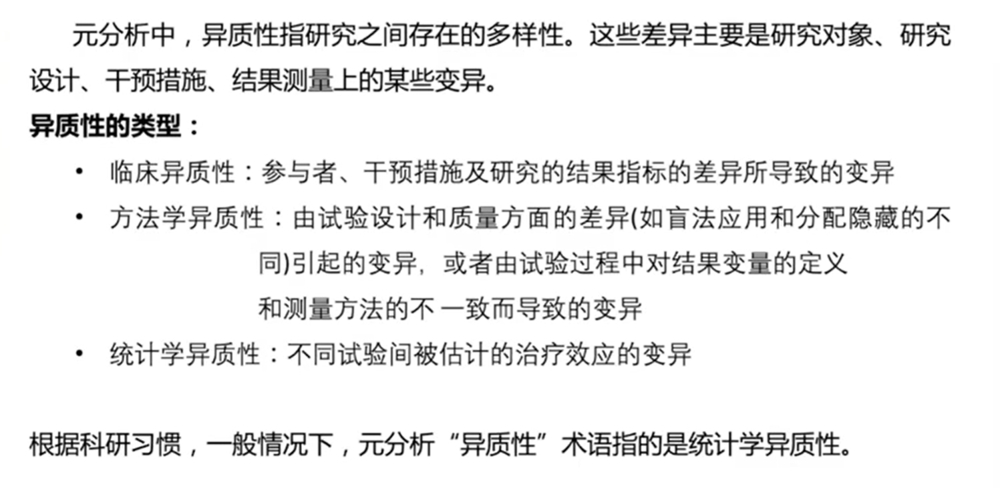 元分析中，异质性指研究之间存在的多样性。这些差异主要是研究对象、研究
设计、干预措施、结果测量上的某些变异。
异质性的类型：
• 临床异质性：参与者、干预措施及研究的结果指标的差异所导致的变异
• 方法学异质性：由试验设计和质量方面的差异(如盲法应用和分配隐藏的不
同)引起的变异，或者由试验过程中对结果变量的定义
和测量方法的不 一致而导致的变异
• 统计学异质性：不同试验间被估计的治疗效应的变异
根据科研习惯，一般情况下，元分析“异质性”术语指的是统计学异质性。